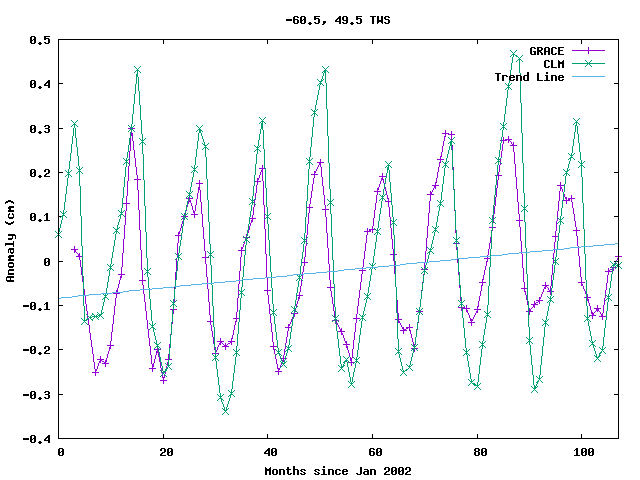 -60.5, 49.5 TWS
GRACE
CLM
Trend Line
0.5
0.4
0.3
0.2
0.1
0
-0.1
-0.2
-0.3
-0.4
Anomaly (cm)
0 20 40 60 80 100
Months since Jan 2002